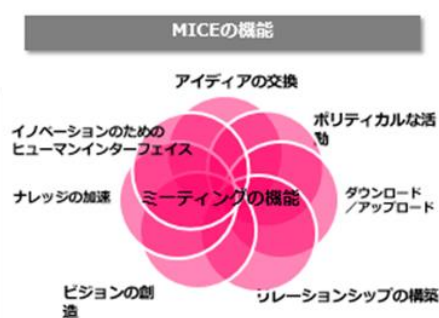 MICEの機能
アイディアの交換
ポリティカルな活
動
イノベーションのための
ヒューマンインターフェイス
ナレッジの加速
ミーティングの機能
ダウンロード
／アップロード
ビジョンの創
造
リレーションシップの構築